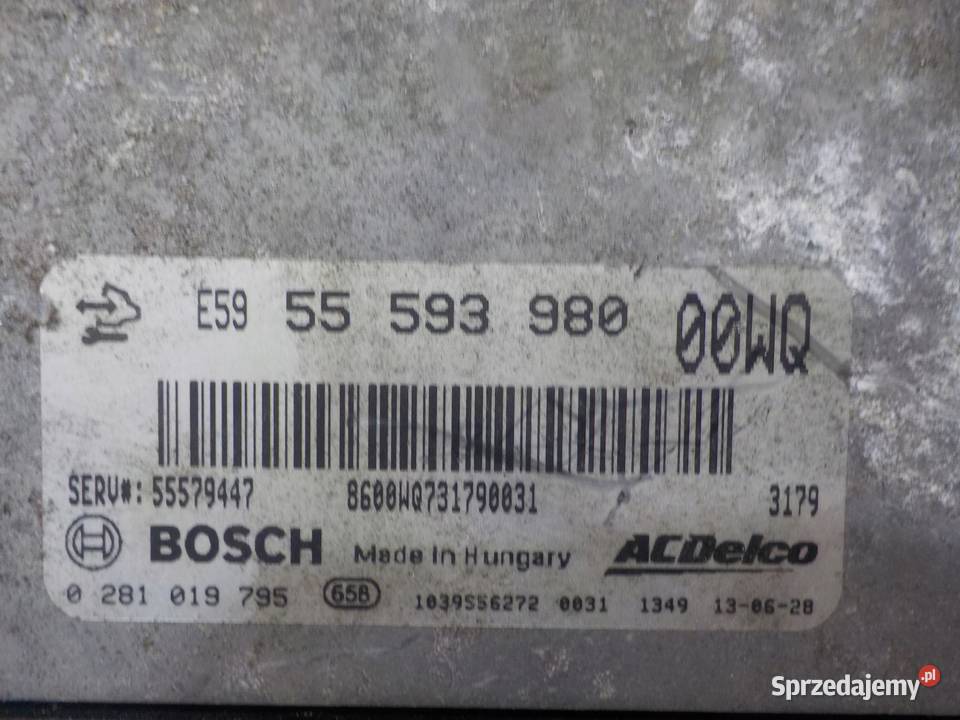 E59 55 593 980 00WQ
SERV#: 55579447 8600WQ731790031 3179
BOSCH Made in Hungary ACDelco
0 281 019 795 658 1039S56272 0031 1349 13-06-28
Sprzedajemy.pl